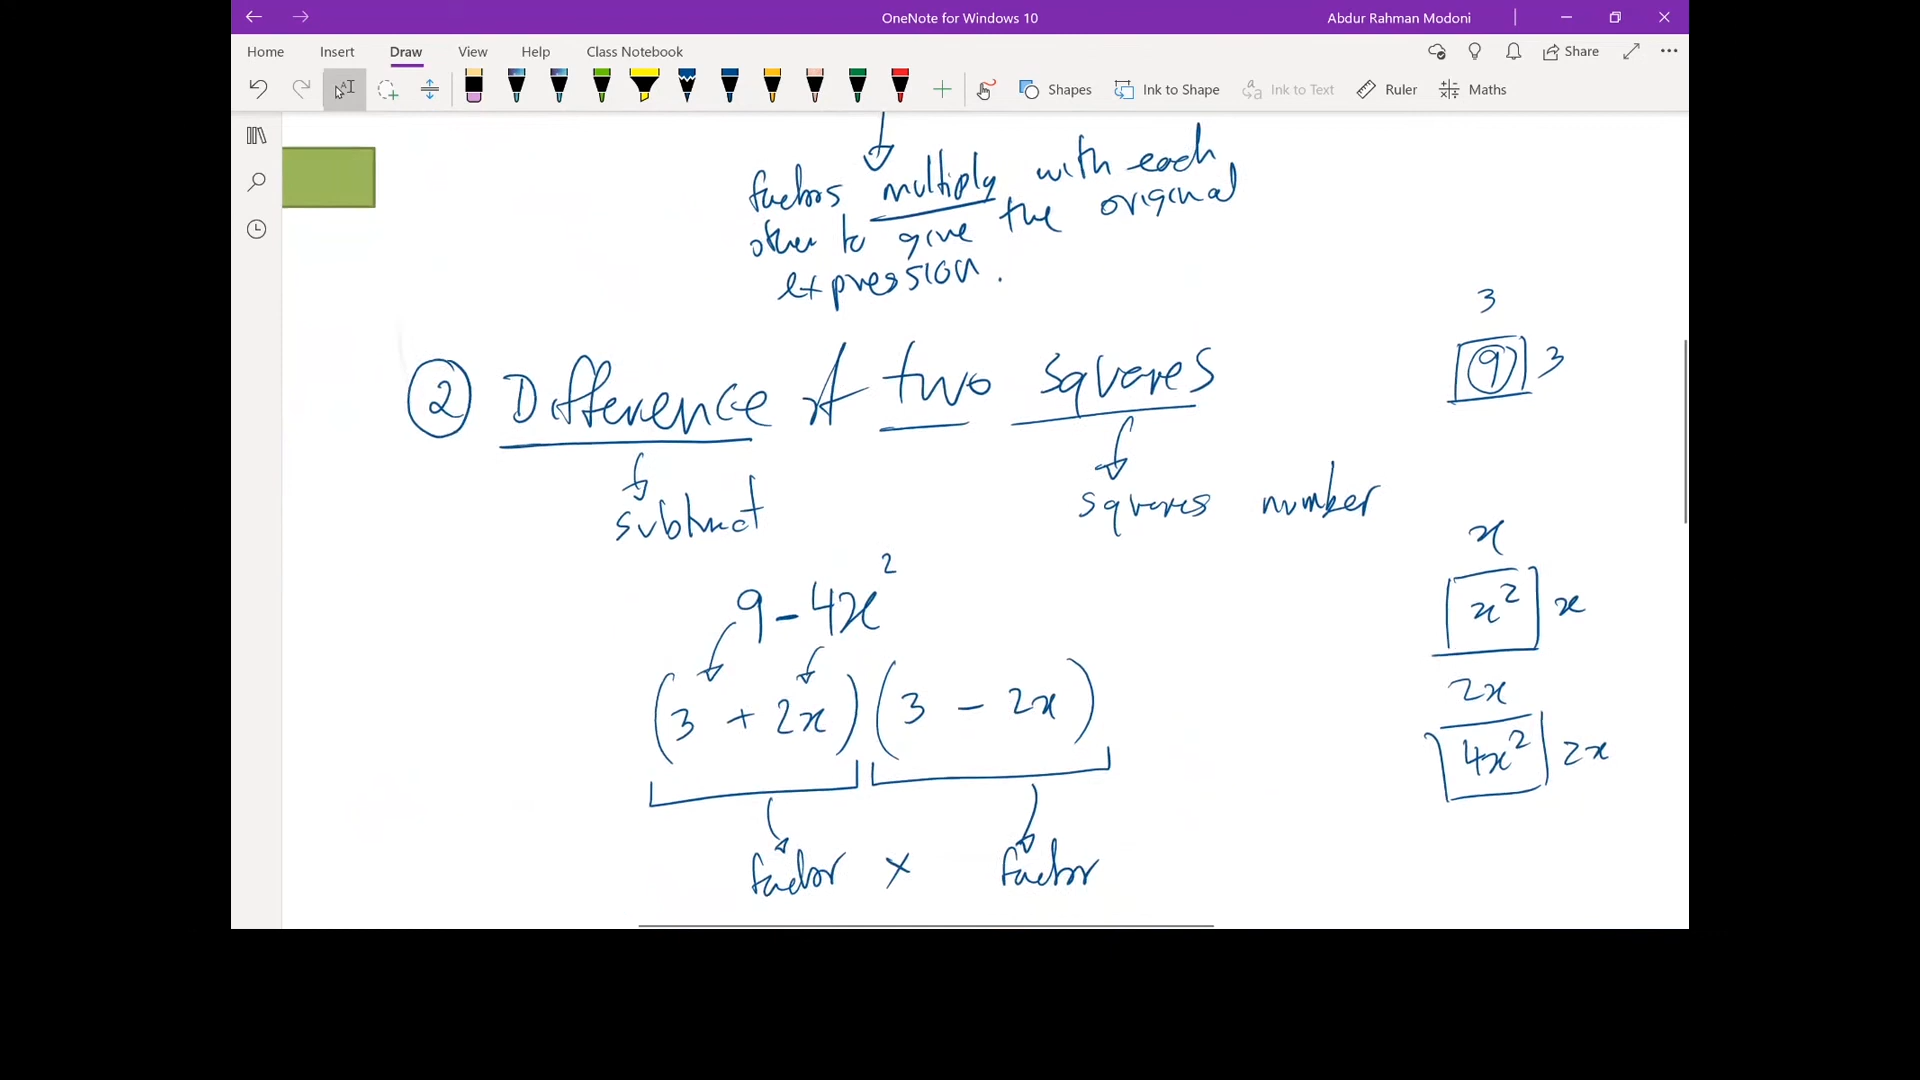 OneNote for Windows 10
Abdur Rahman Modoni
Home Insert Draw View Help Class Notebook
Share
Shapes Ink to Shape Ink to Text Ruler Maths
factors multiply with each
other to give the original
expression.
3
9 3
2 Difference of two squares
subtract
squares number
9 - 4x²
(3 + 2x)(3 - 2x)
factor × factor
x
x² x
2x
4x² 2x